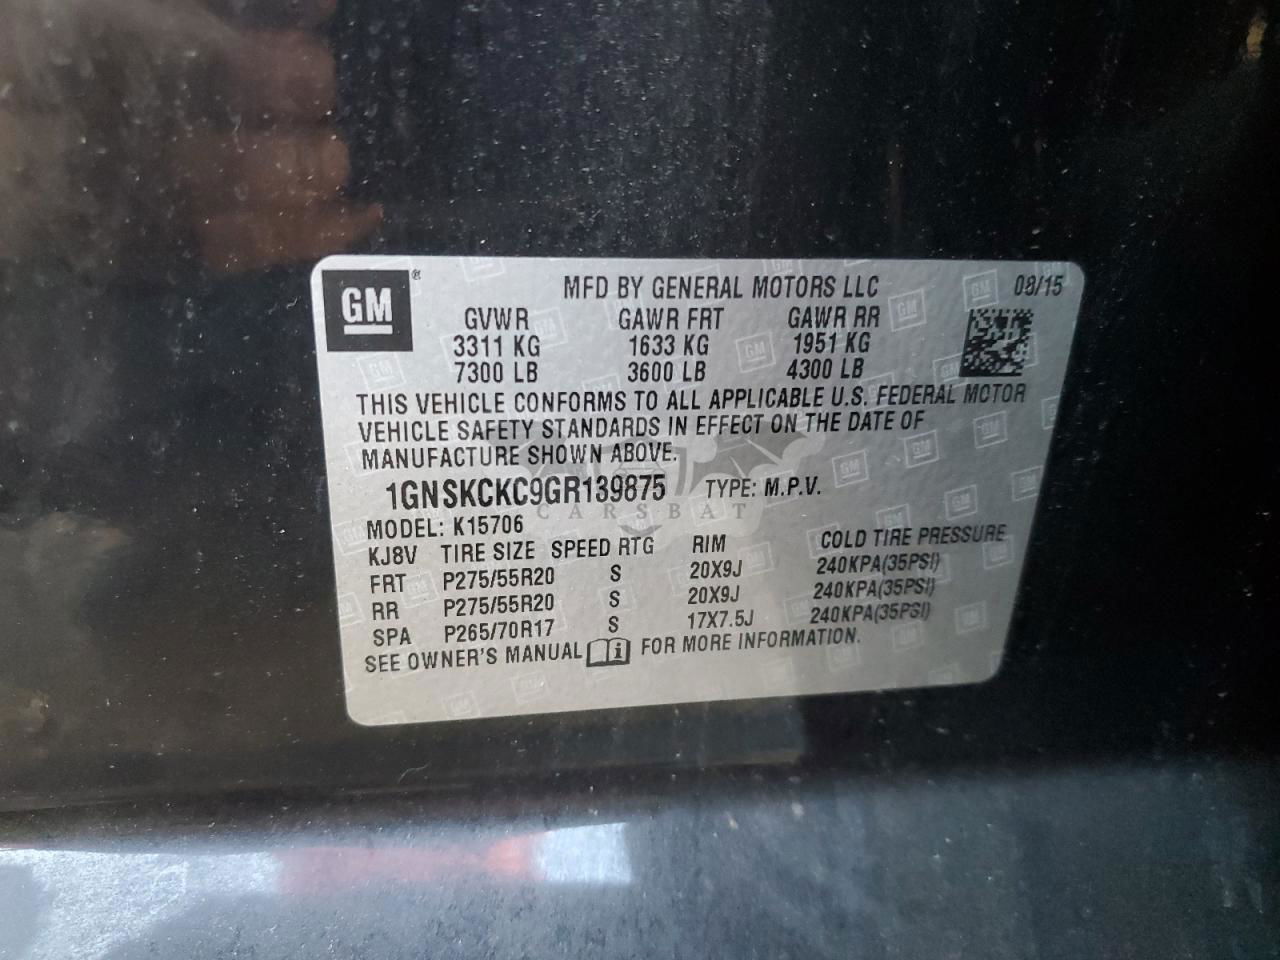 GM ®
MFD BY GENERAL MOTORS LLC 08/15
GVWR GAWR FRT GAWR RR
3311 KG 1633 KG 1951 KG
7300 LB 3600 LB 4300 LB
THIS VEHICLE CONFORMS TO ALL APPLICABLE U.S. FEDERAL MOTOR
VEHICLE SAFETY STANDARDS IN EFFECT ON THE DATE OF
MANUFACTURE SHOWN ABOVE.
1GNSKCKC9GR139875 TYPE: M.P.V.
CARSBAT
MODEL: K15706
KJ8V TIRE SIZE SPEED RTG RIM COLD TIRE PRESSURE
FRT P275/55R20 S 20X9J 240KPA(35PSI)
RR P275/55R20 S 20X9J 240KPA(35PSI)
SPA P265/70R17 S 17X7.5J 240KPA(35PSI)
SEE OWNER'S MANUAL i FOR MORE INFORMATION.